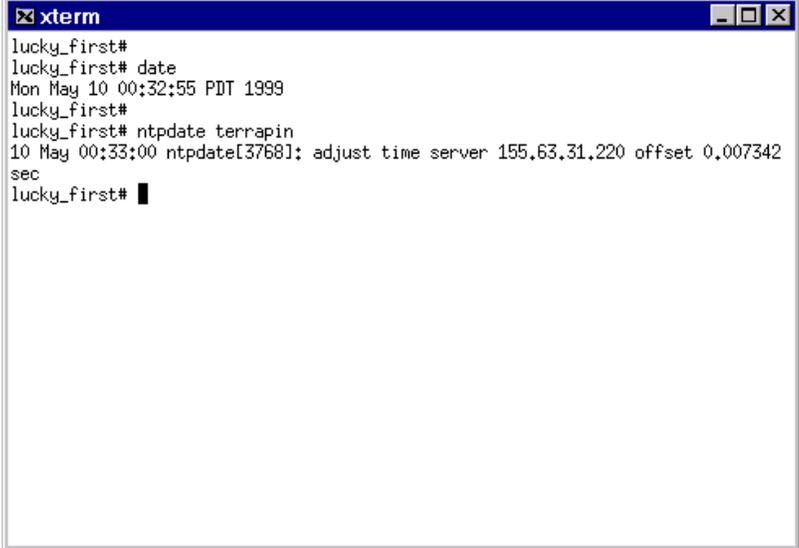 xterm
lucky_first#
lucky_first# date
Mon May 10 00:32:55 PDT 1999
lucky_first#
lucky_first# ntpdate terrapin
10 May 00:33:00 ntpdate[3768]: adjust time server 155.63.31.220 offset 0.007342
sec
lucky_first#